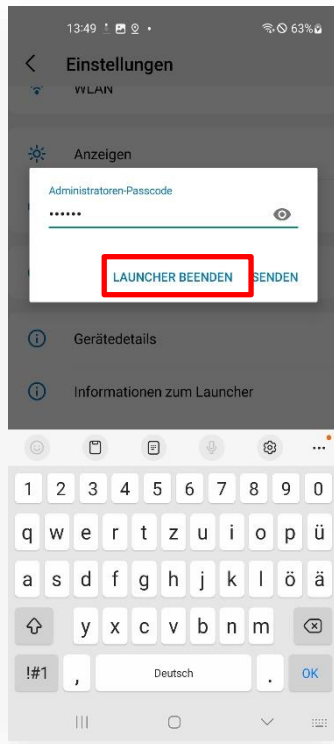 13:49
63%
Einstellungen
WLAN
Anzeigen
Administratoren-Passcode
••••••
LAUNCHER BEENDEN SENDEN
Gerätedetails
Informationen zum Launcher
1 2 3 4 5 6 7 8 9 0
q w e r t z u i o p ü
a s d f g h j k l ö ä
y x c v b n m
!#1 , Deutsch . OK